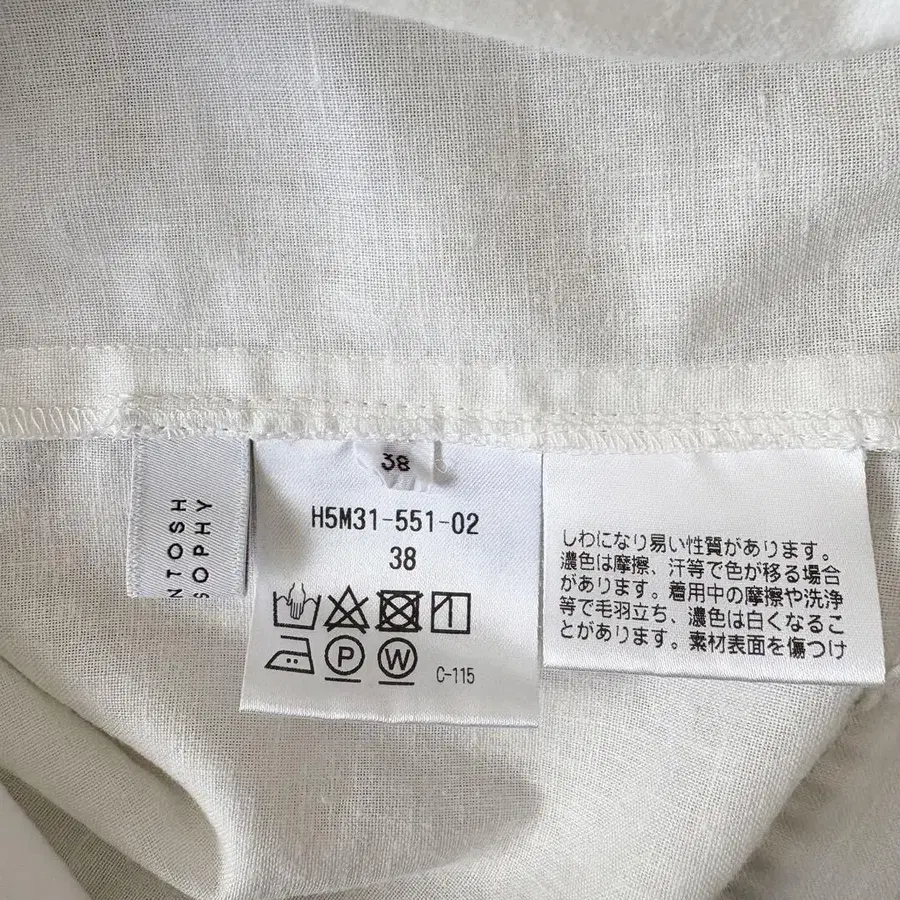 NTOSH
SOPHY
38
H5M31-551-02
38
P W C-115
しわになり易い性質があります。
濃色は摩擦、汗等で色が移る場合
があります。着用中の摩擦や洗浄
等で毛羽立ち、濃色は白くなるこ
とがあります。素材表面を傷つけ